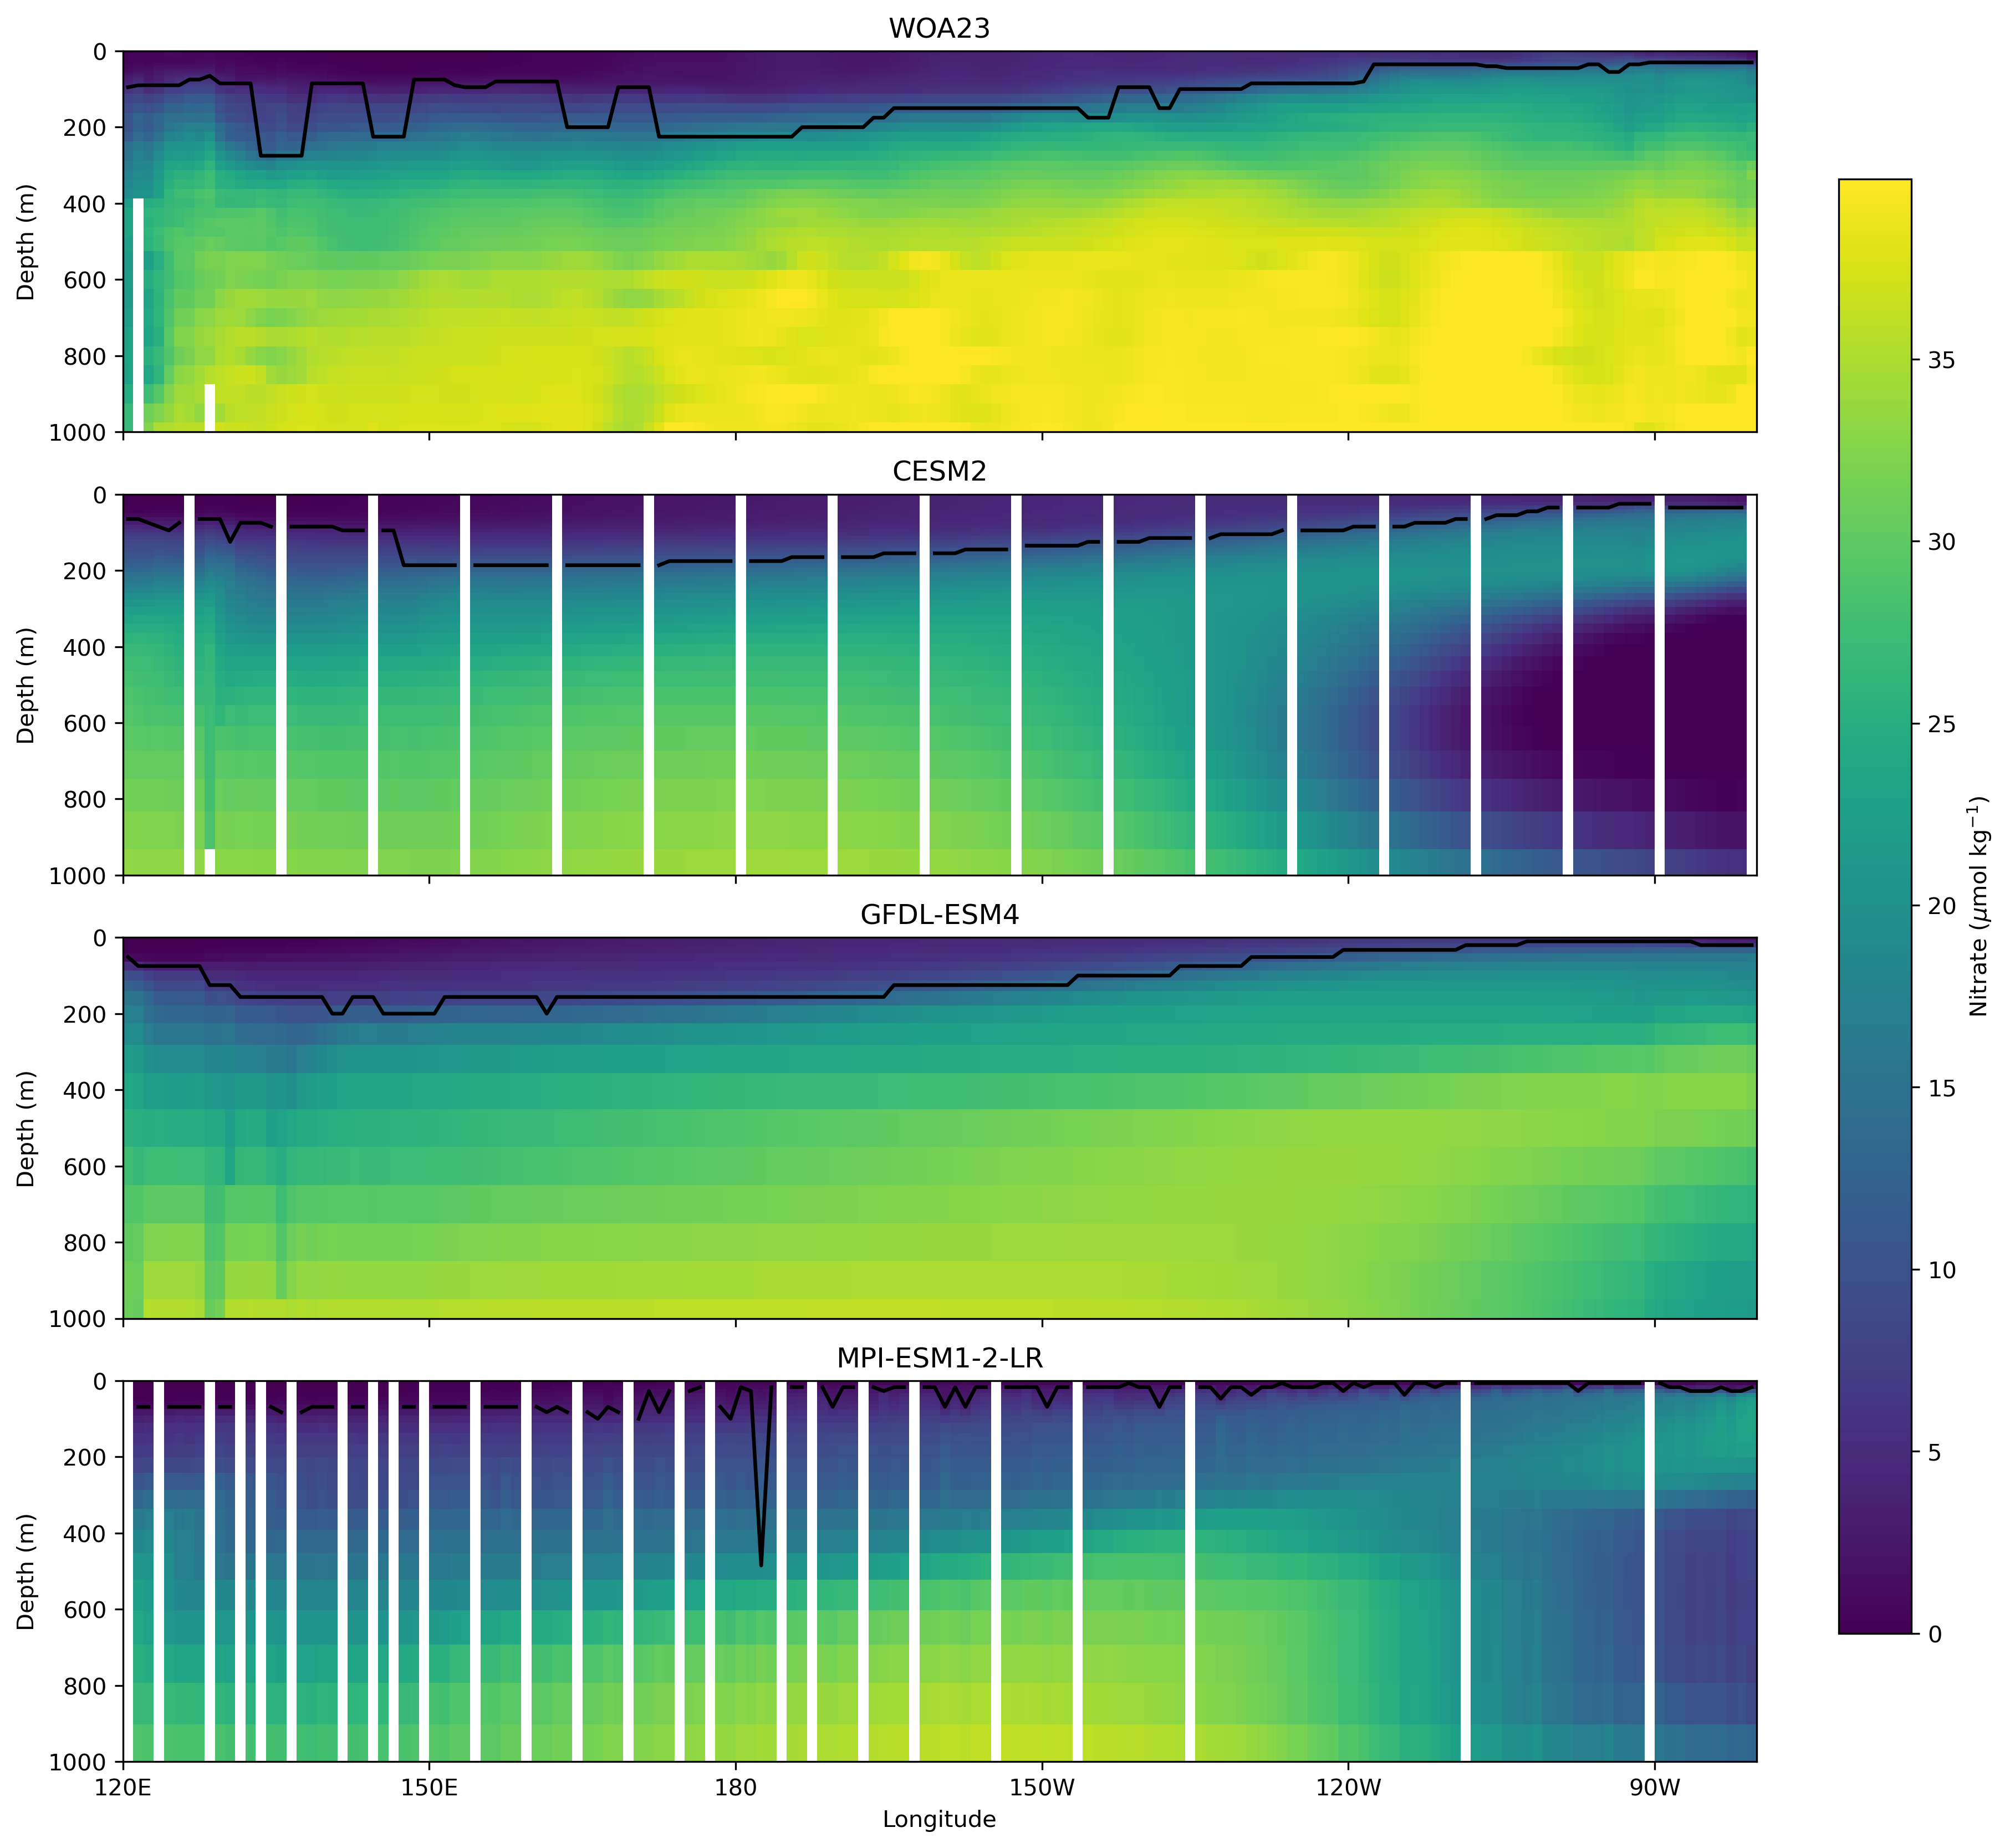 WOA23
0
200
400
600
800
1000
Depth (m)
CESM2
0
200
400
600
800
1000
Depth (m)
GFDL-ESM4
0
200
400
600
800
1000
Depth (m)
MPI-ESM1-2-LR
0
200
400
600
800
1000
Depth (m)
120E 150E 180 150W 120W 90W
Longitude
35
30
25
20
15
10
5
0
Nitrate (μmol kg⁻¹)